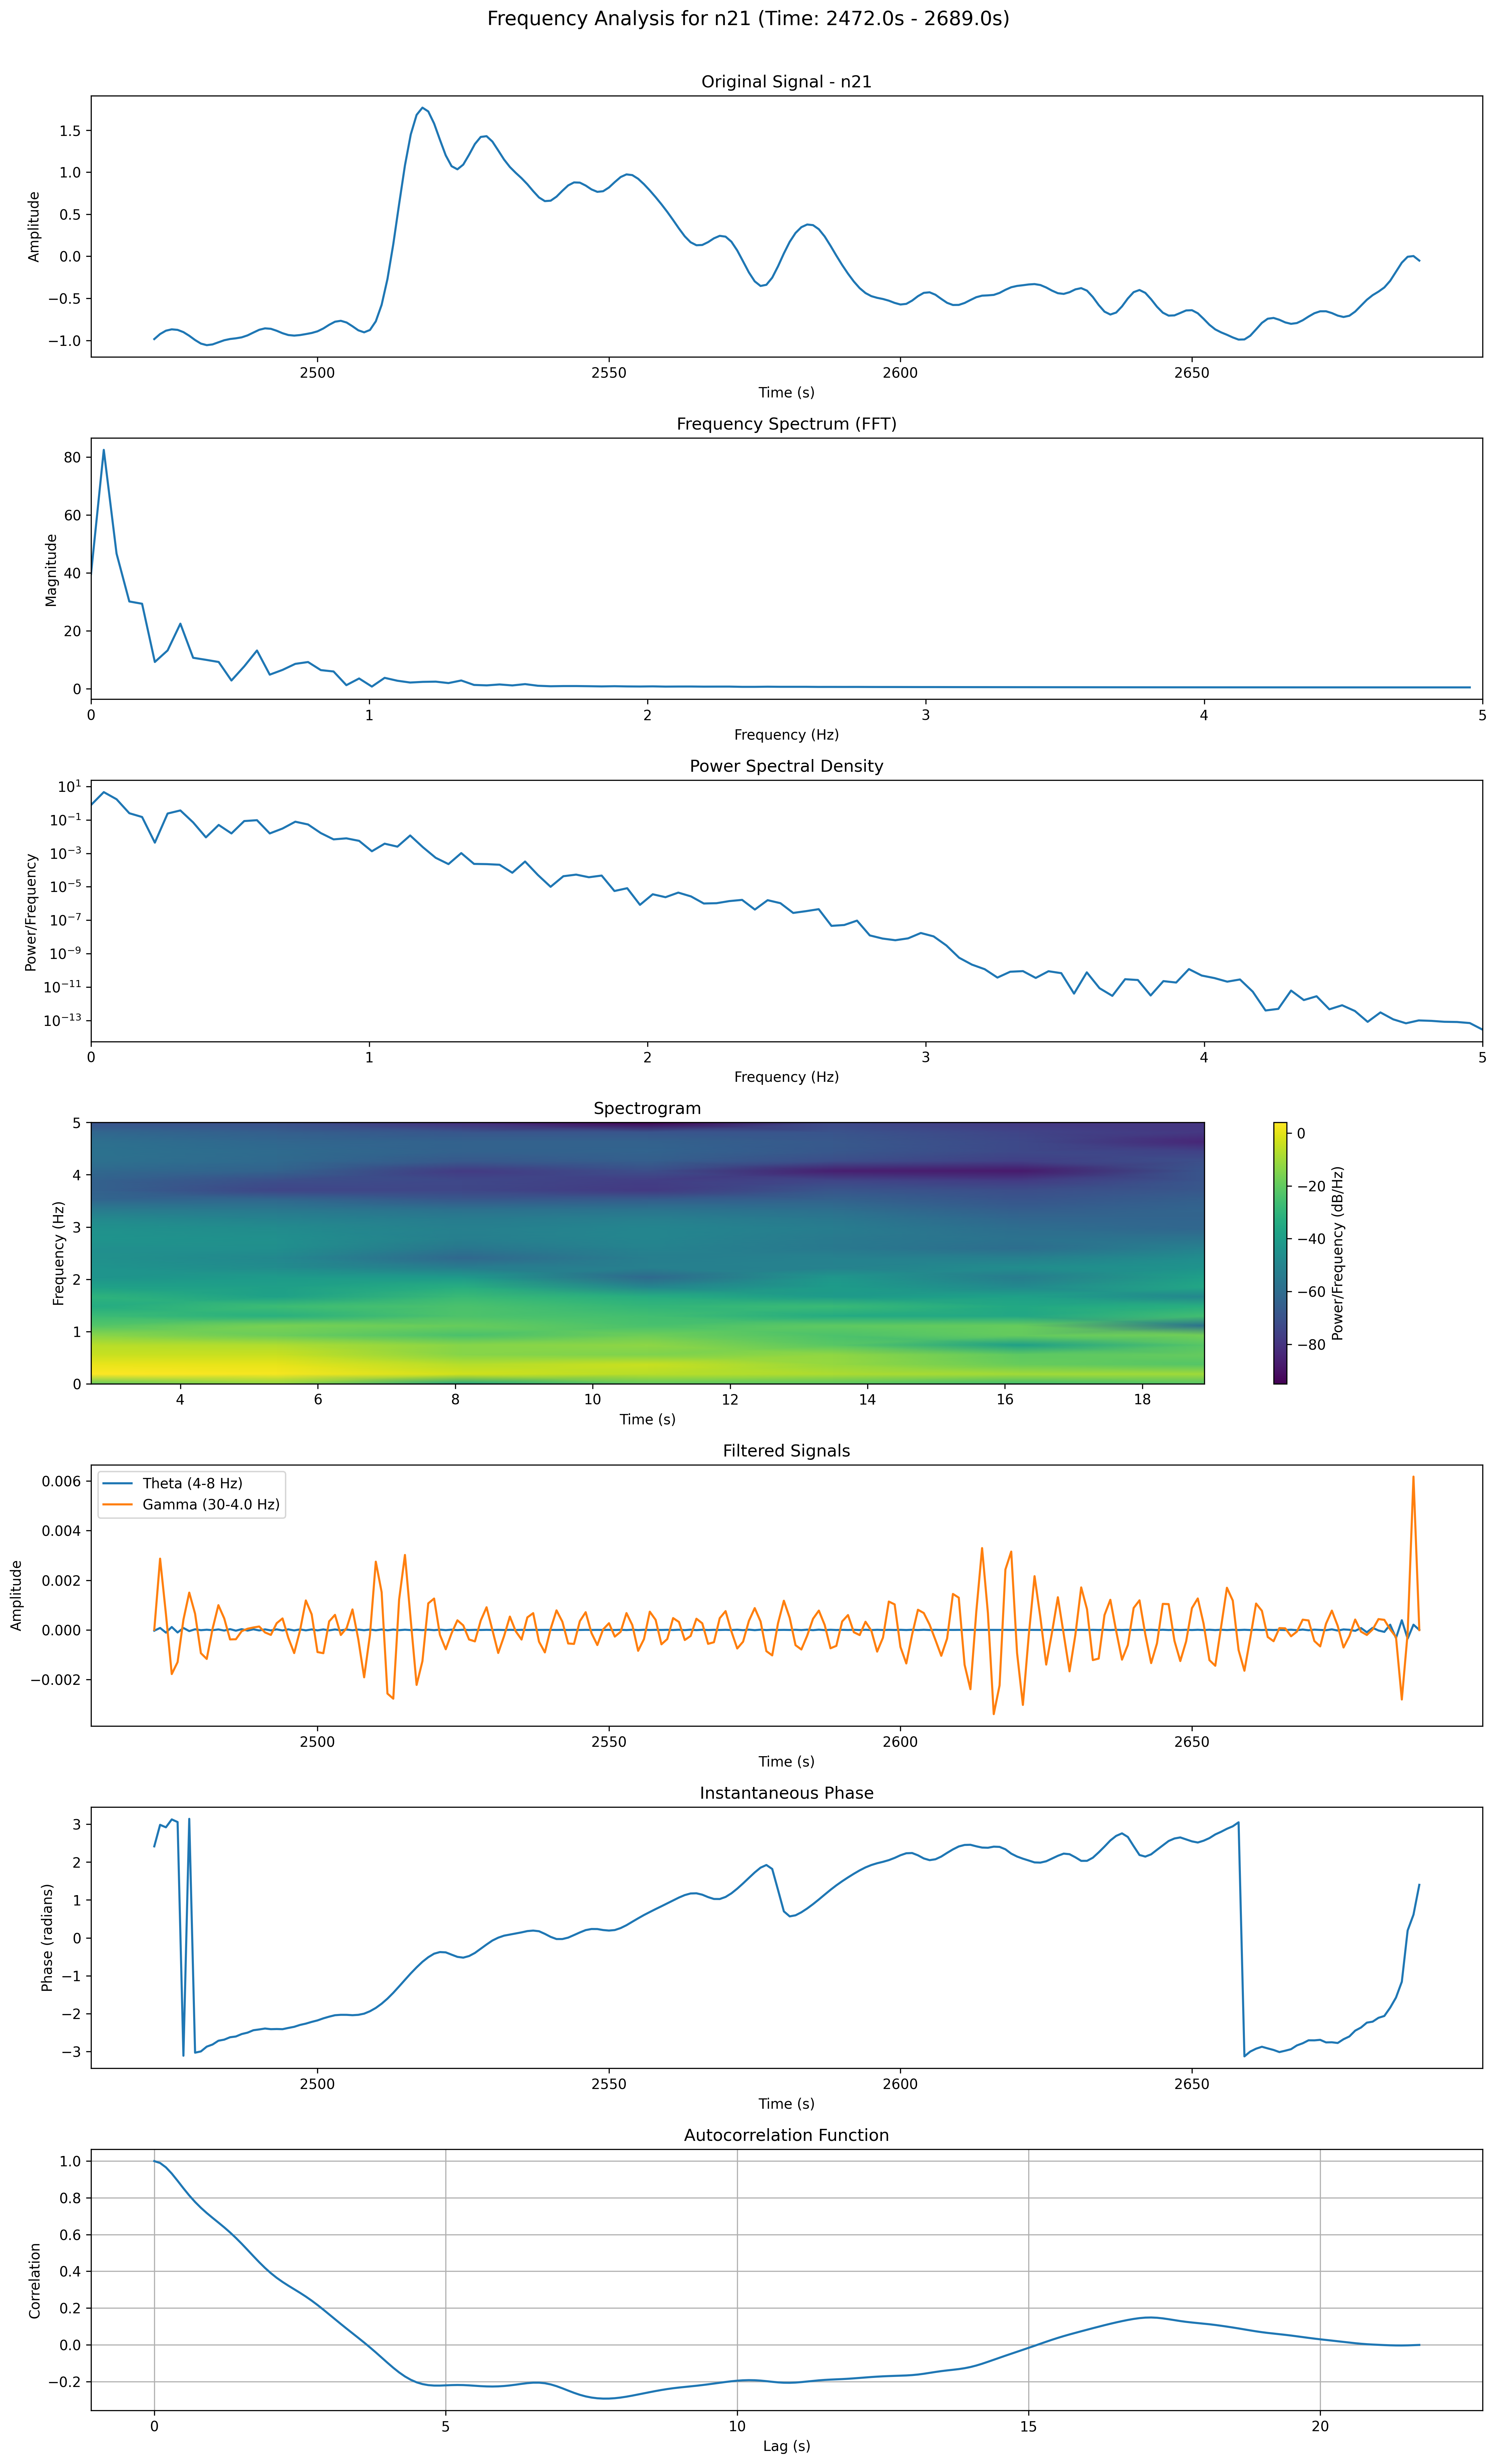 Frequency Analysis for n21 (Time: 2472.0s - 2689.0s)
Original Signal - n21
Amplitude
1.5
1.0
0.5
0.0
−0.5
−1.0
2500 2550 2600 2650
Time (s)
Frequency Spectrum (FFT)
Magnitude
80
60
40
20
0
0 1 2 3 4 5
Frequency (Hz)
Power Spectral Density
Power/Frequency
10¹
10⁻¹
10⁻³
10⁻⁵
10⁻⁷
10⁻⁹
10⁻¹¹
10⁻¹³
0 1 2 3 4 5
Frequency (Hz)
Spectrogram
Frequency (Hz)
5
4
3
2
1
0
4 6 8 10 12 14 16 18
Time (s)
0
−20
−40
−60
−80
Power/Frequency (dB/Hz)
Filtered Signals
Theta (4-8 Hz)
Gamma (30-4.0 Hz)
Amplitude
0.006
0.004
0.002
0.000
−0.002
2500 2550 2600 2650
Time (s)
Instantaneous Phase
Phase (radians)
3
2
1
0
−1
−2
−3
2500 2550 2600 2650
Time (s)
Autocorrelation Function
Correlation
1.0
0.8
0.6
0.4
0.2
0.0
−0.2
0 5 10 15 20
Lag (s)